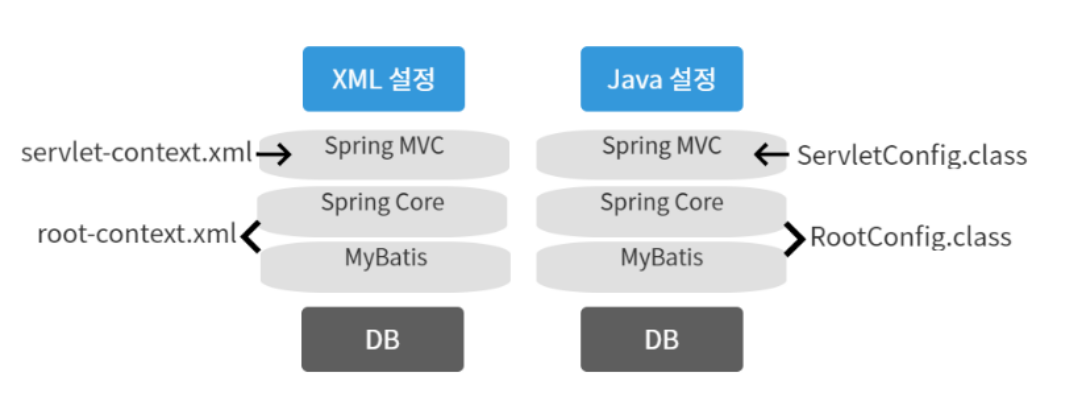 XML 설정
Java 설정
servlet-context.xml
Spring MVC
Spring MVC
ServletConfig.class
Spring Core
Spring Core
root-context.xml
RootConfig.class
MyBatis
MyBatis
DB
DB